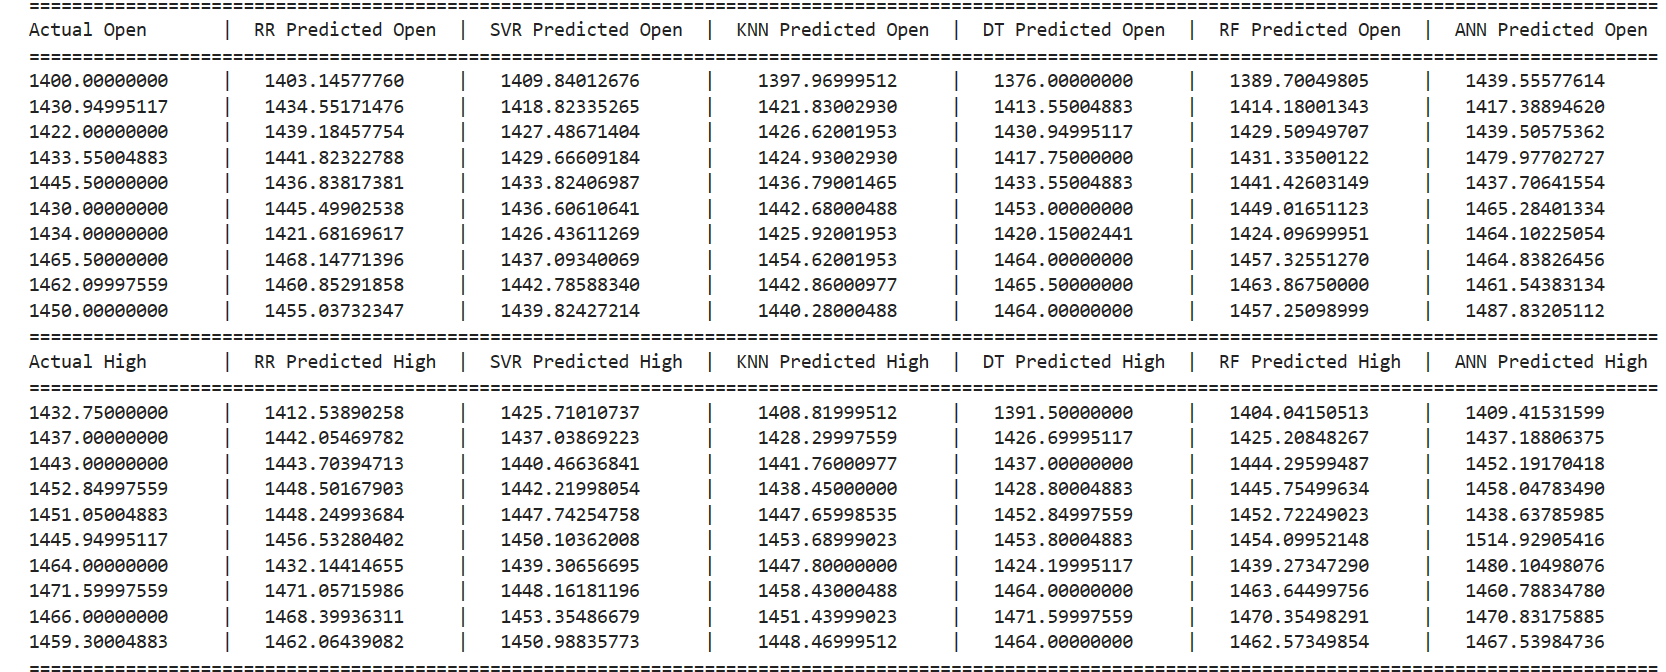 ============================================================================================================================================
Actual Open | RR Predicted Open | SVR Predicted Open | KNN Predicted Open | DT Predicted Open | RF Predicted Open | ANN Predicted Open
============================================================================================================================================
1400.00000000 | 1403.14577760 | 1409.84012676 | 1397.96999512 | 1376.00000000 | 1389.70049805 | 1439.55577614
1430.94995117 | 1434.55171476 | 1418.82335265 | 1421.83002930 | 1413.55004883 | 1414.18001343 | 1417.38894620
1422.00000000 | 1439.18457754 | 1427.48671404 | 1426.62001953 | 1430.94995117 | 1429.50949707 | 1439.50575362
1433.55004883 | 1441.82322788 | 1429.66609184 | 1424.93002930 | 1417.75000000 | 1431.33500122 | 1479.97702727
1445.50000000 | 1436.83817381 | 1433.82406987 | 1436.79001465 | 1433.55004883 | 1441.42603149 | 1437.70641554
1430.00000000 | 1445.49902538 | 1436.60610641 | 1442.68000488 | 1453.00000000 | 1449.01651123 | 1465.28401334
1434.00000000 | 1421.68169617 | 1426.43611269 | 1425.92001953 | 1420.15002441 | 1424.09699951 | 1464.10225054
1465.50000000 | 1468.14771396 | 1437.09340069 | 1454.62001953 | 1464.00000000 | 1457.32551270 | 1464.83826456
1462.09997559 | 1460.85291858 | 1442.78588340 | 1442.86000977 | 1465.50000000 | 1463.86750000 | 1461.54383134
1450.00000000 | 1455.03732347 | 1439.82427214 | 1440.28000488 | 1464.00000000 | 1457.25098999 | 1487.83205112
============================================================================================================================================
Actual High | RR Predicted High | SVR Predicted High | KNN Predicted High | DT Predicted High | RF Predicted High | ANN Predicted High
============================================================================================================================================
1432.75000000 | 1412.53890258 | 1425.71010737 | 1408.81999512 | 1391.50000000 | 1404.04150513 | 1409.41531599
1437.00000000 | 1442.05469782 | 1437.03869223 | 1428.29997559 | 1426.69995117 | 1425.20848267 | 1437.18806375
1443.00000000 | 1443.70394713 | 1440.46636841 | 1441.76000977 | 1437.00000000 | 1444.29599487 | 1452.19170418
1452.84997559 | 1448.50167903 | 1442.21998054 | 1438.45000000 | 1428.80004883 | 1445.75499634 | 1458.04783490
1451.05004883 | 1448.24993684 | 1447.74254758 | 1447.65998535 | 1452.84997559 | 1452.72249023 | 1438.63785985
1445.94995117 | 1456.53280402 | 1450.10362008 | 1453.68999023 | 1453.80004883 | 1454.09952148 | 1514.92905416
1464.00000000 | 1432.14414655 | 1439.30656695 | 1447.80000000 | 1424.19995117 | 1439.27347290 | 1480.10498076
1471.59997559 | 1471.05715986 | 1448.16181196 | 1458.43000488 | 1464.00000000 | 1463.64499756 | 1460.78834780
1466.00000000 | 1468.39936311 | 1453.35486679 | 1451.43999023 | 1471.59997559 | 1470.35498291 | 1470.83175885
1459.30004883 | 1462.06439082 | 1450.98835773 | 1448.46999512 | 1464.00000000 | 1462.57349854 | 1467.53984736
============================================================================================================================================